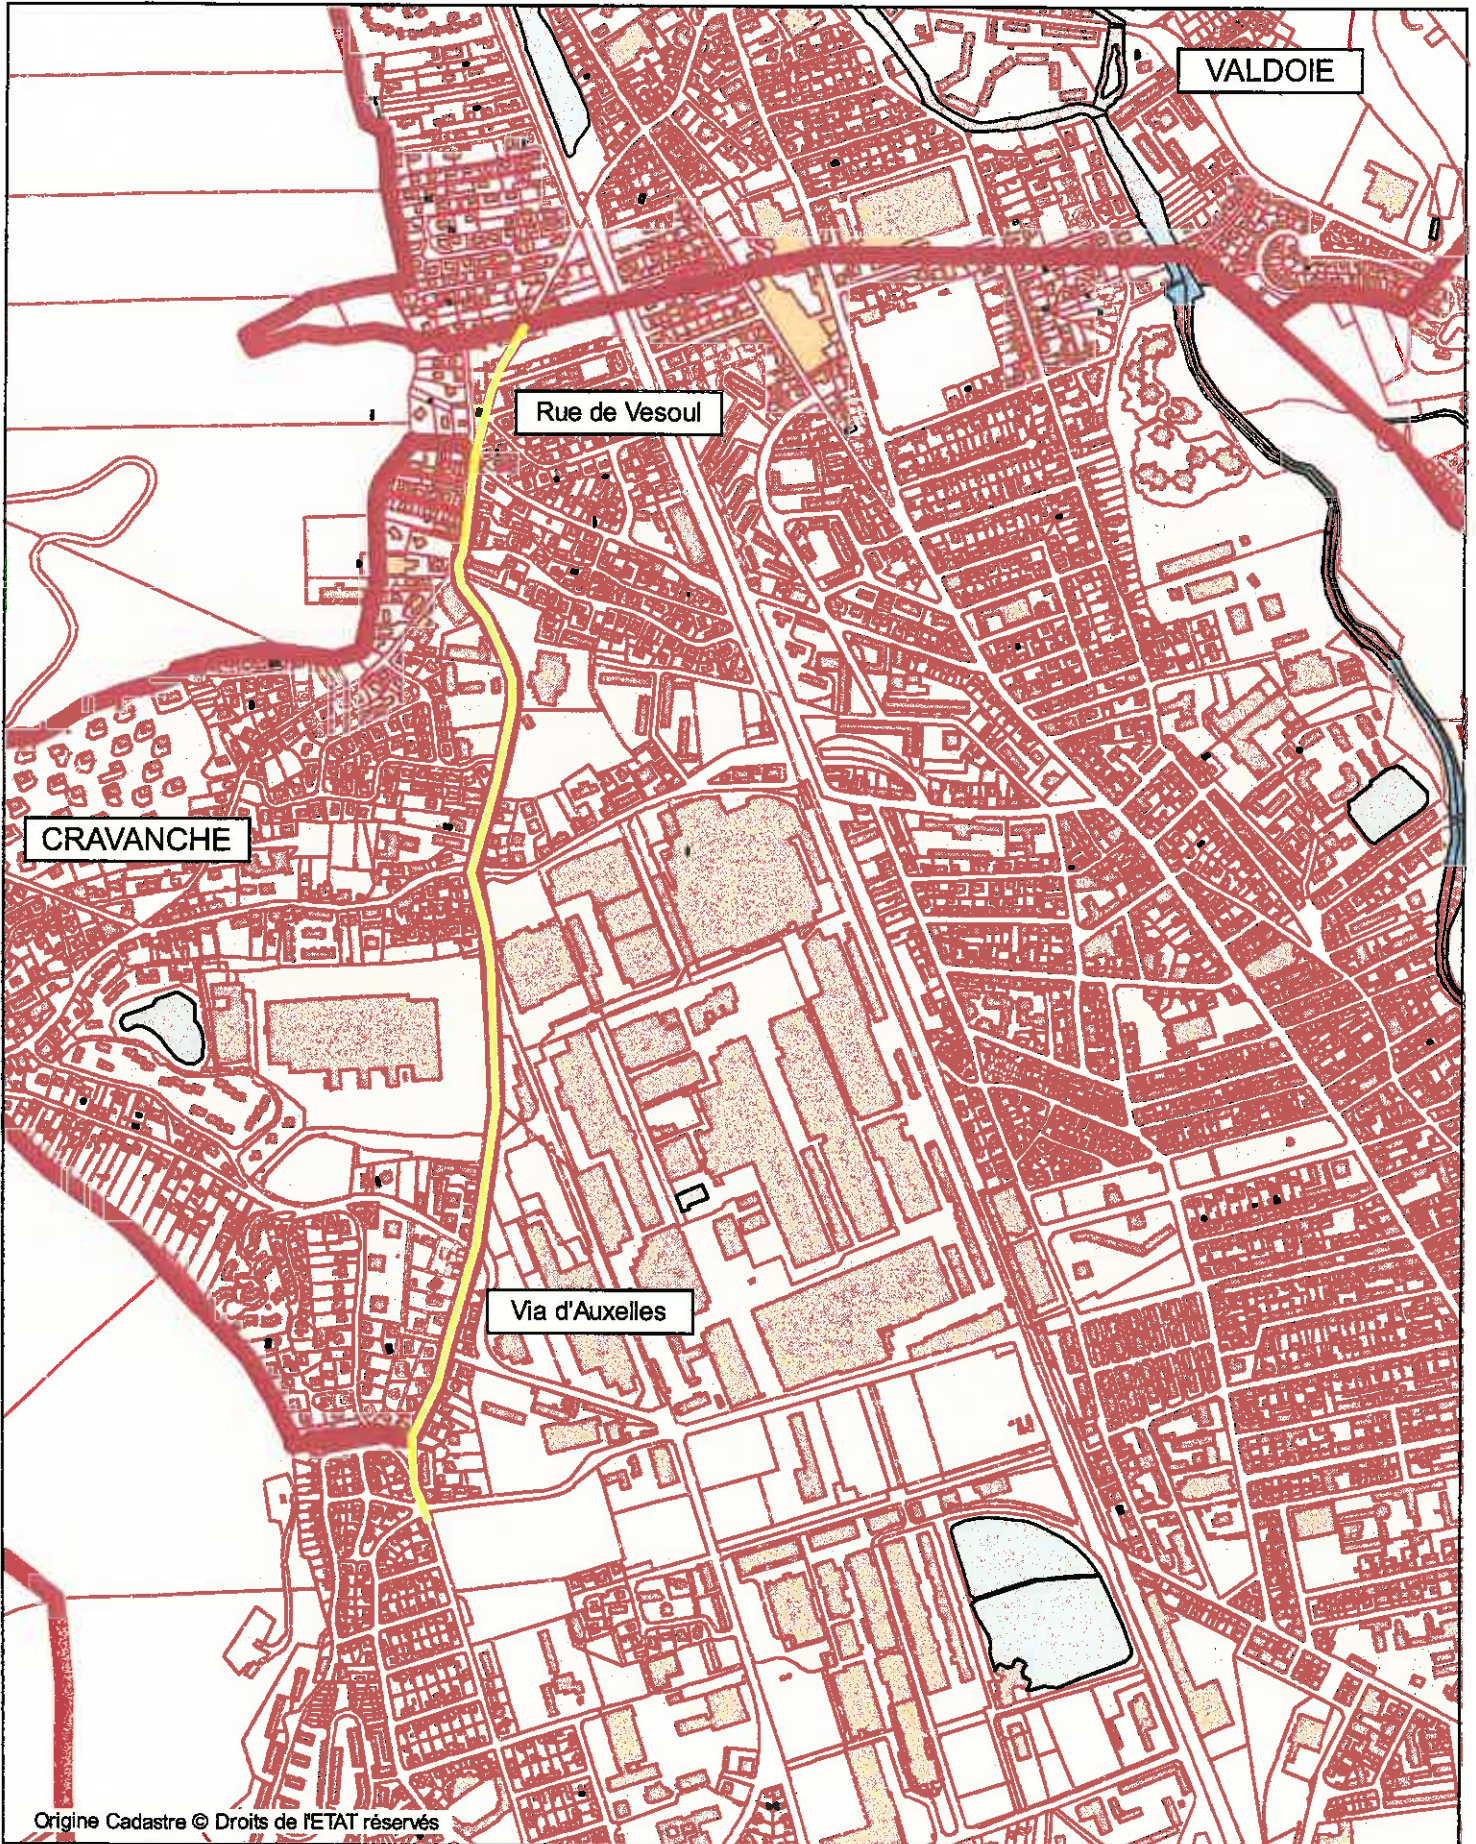 VALDOIE
Rue de Vesoul
CRAVANCHE
Via d'Auxelles
Origine Cadastre © Droits de l'ETAT réservés